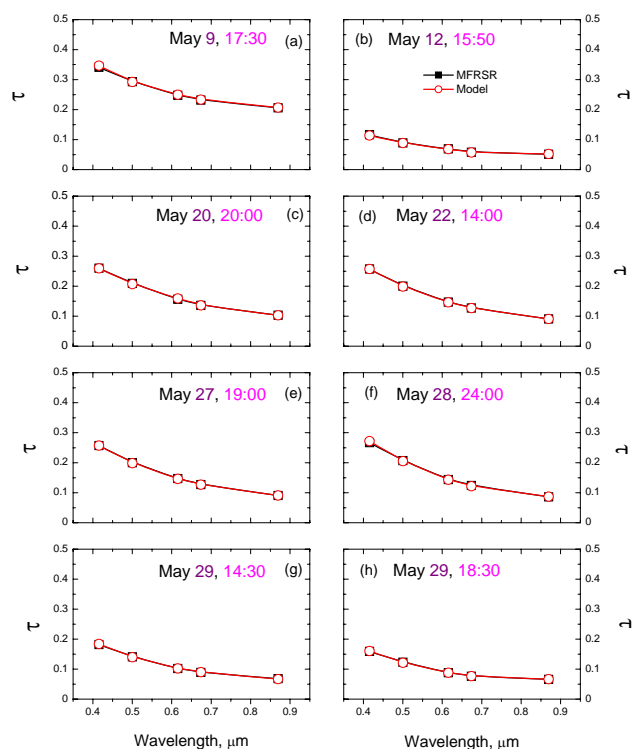 May 9, 17:30 (a)
(b) May 12, 15:50
MFRSR
Model
0.5
0.4
0.3
0.2
0.1
0
τ
0.5
0.4
0.3
0.2
0.1
0
τ
May 20, 20:00 (c)
(d) May 22, 14:00
0.5
0.4
0.3
0.2
0.1
0
τ
0.5
0.4
0.3
0.2
0.1
0
τ
May 27, 19:00 (e)
(f) May 28, 24:00
0.5
0.4
0.3
0.2
0.1
0
τ
0.5
0.4
0.3
0.2
0.1
0
τ
May 29, 14:30 (g)
(h) May 29, 18:30
0.5
0.4
0.3
0.2
0.1
0
τ
0.5
0.4
0.3
0.2
0.1
0
τ
0.4 0.5 0.6 0.7 0.8 0.9
0.4 0.5 0.6 0.7 0.8 0.9
Wavelength, μm
Wavelength, μm